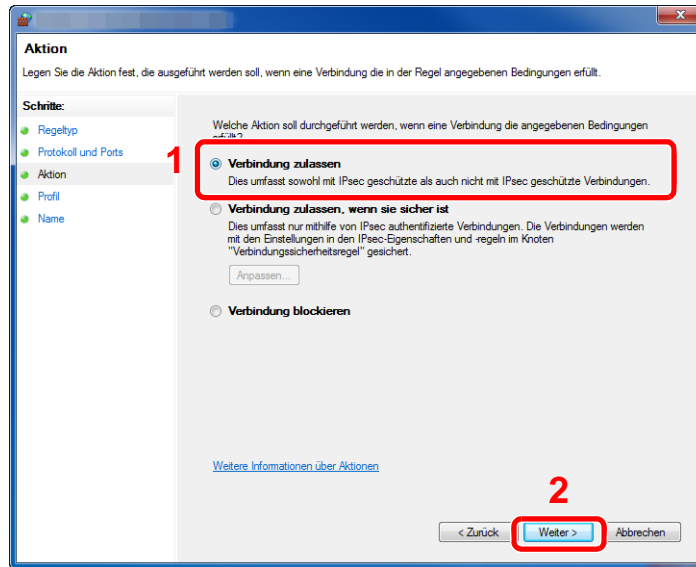 Aktion
Legen Sie die Aktion fest, die ausgeführt werden soll, wenn eine Verbindung die in der Regel angegebenen Bedingungen erfüllt.
Schritte:
Regeltyp
Protokoll und Ports
Aktion
Profil
Name
Welche Aktion soll durchgeführt werden, wenn eine Verbindung die angegebenen Bedingungen
erfüllt?
1
Verbindung zulassen
Dies umfasst sowohl mit IPsec geschützte als auch nicht mit IPsec geschützte Verbindungen.
Verbindung zulassen, wenn sie sicher ist
Dies umfasst nur mithilfe von IPsec authentifizierte Verbindungen. Die Verbindungen werden
mit den Einstellungen in den IPsec-Eigenschaften und -regeln im Knoten
"Verbindungssicherheitsregel" gesichert.
Anpassen...
Verbindung blockieren
Weitere Informationen über Aktionen
2
< Zurück
Weiter >
Abbrechen